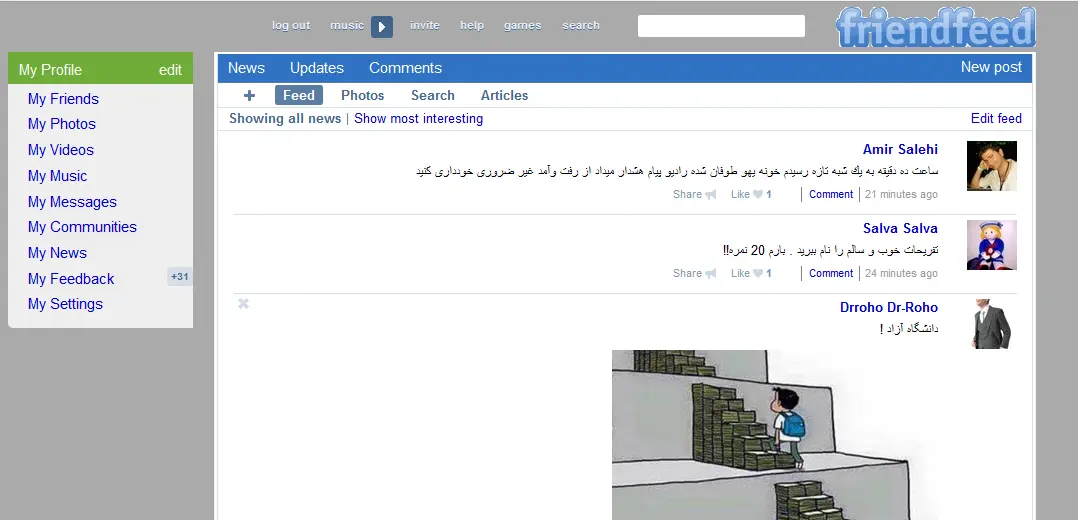 log out music invite help games search
friendfeed
My Profile edit
My Friends
My Photos
My Videos
My Music
My Messages
My Communities
My News
My Feedback +31
My Settings
News Updates Comments New post
+ Feed Photos Search Articles
Showing all news | Show most interesting Edit feed
Amir Salehi
ساعت ده دقیقه به یك شبه تازه رسیدم خونه یهو طوفان شده رادیو پیام هشدار میداد از رفت وآمد غیر ضروری خودداری کنید
Share Like 1 | Comment | 21 minutes ago
Salva Salva
تفریحات خوب و سالم را نام ببرید . بارم 20 نمره!!
Share Like 1 | Comment | 24 minutes ago
Drroho Dr-Roho
دانشگاه آزاد !